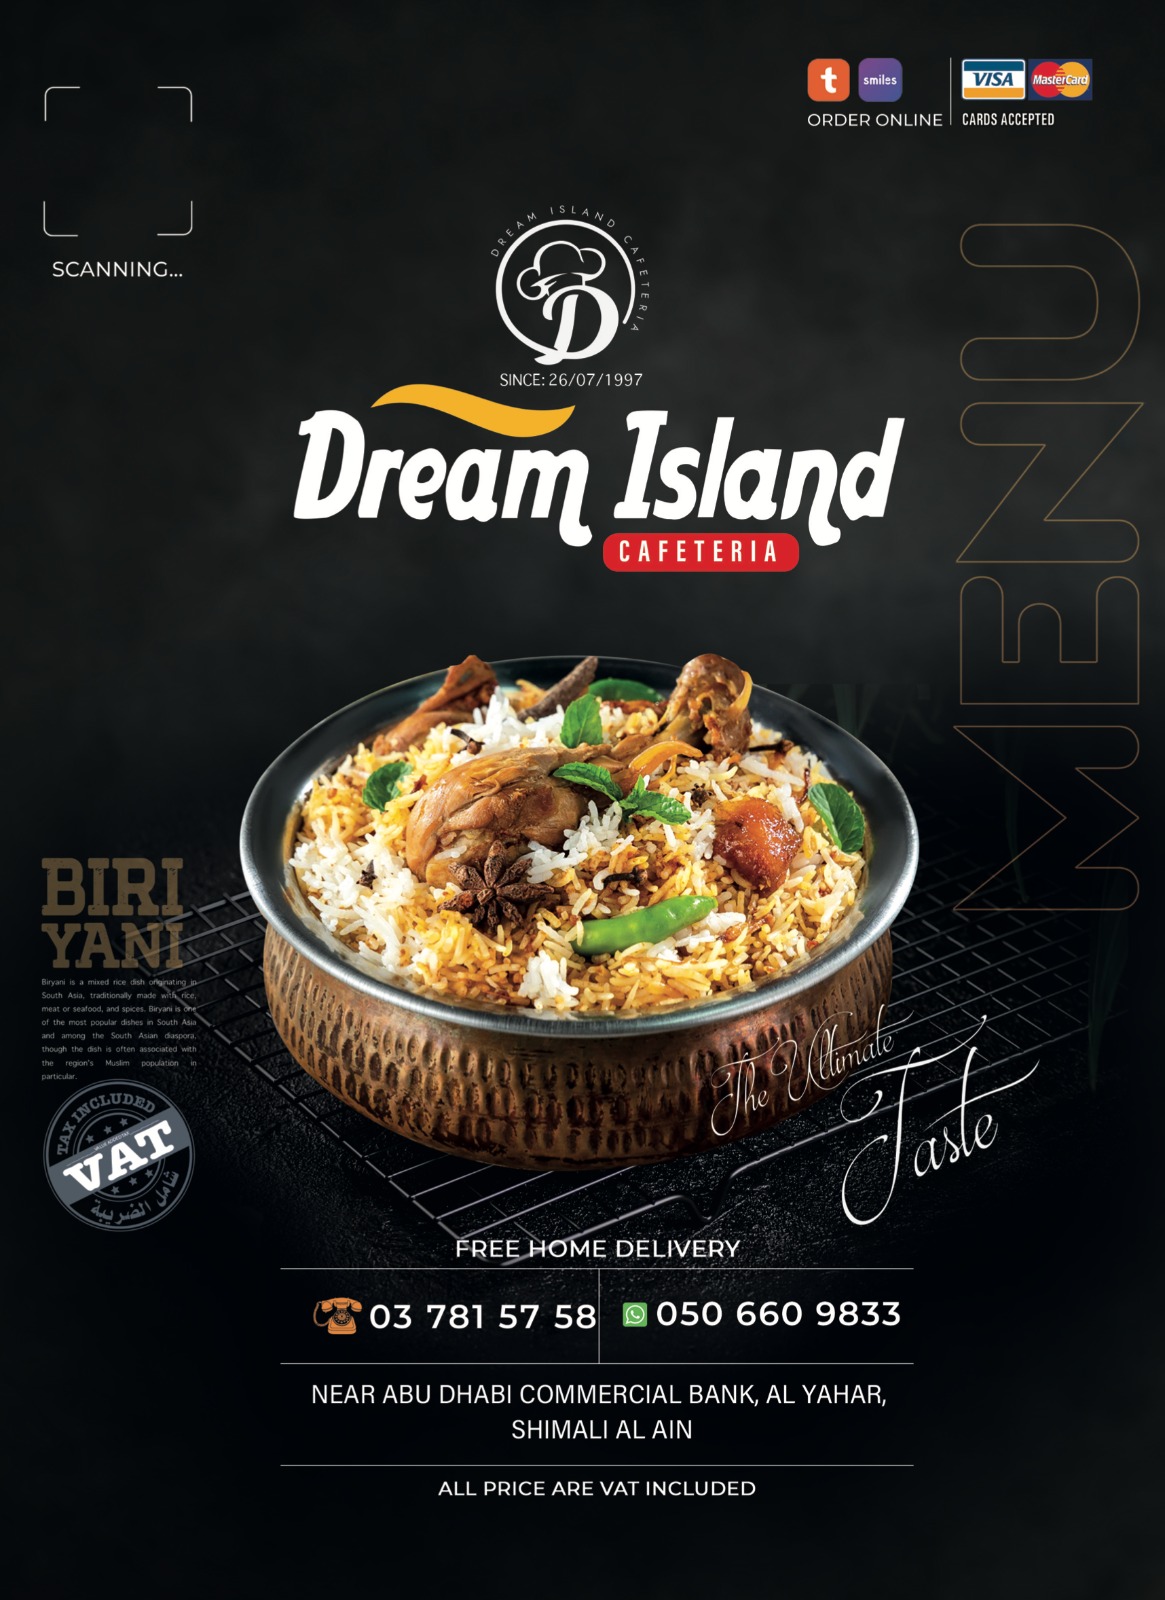 t
smiles
ORDER ONLINE
VISA
MasterCard
CARDS ACCEPTED
SCANNING...
DREAM ISLAND CAFETERIA
D
SINCE: 26/07/1997
Dream Island
CAFETERIA
MENU
BIRI
YANI
Biryani is a mixed rice dish originating in
South Asia, traditionally made with rice,
meat or seafood, and spices. Biryani is one
of the most popular dishes in South Asia
and among the South Asian diaspora,
though the dish is often associated with
the region's Muslim population in
particular.
TAX INCLUDED
VAT
شامل الضريبة
The Ultimate
Taste
FREE HOME DELIVERY
03 781 57 58
050 660 9833
NEAR ABU DHABI COMMERCIAL BANK, AL YAHAR,
SHIMALI AL AIN
ALL PRICE ARE VAT INCLUDED